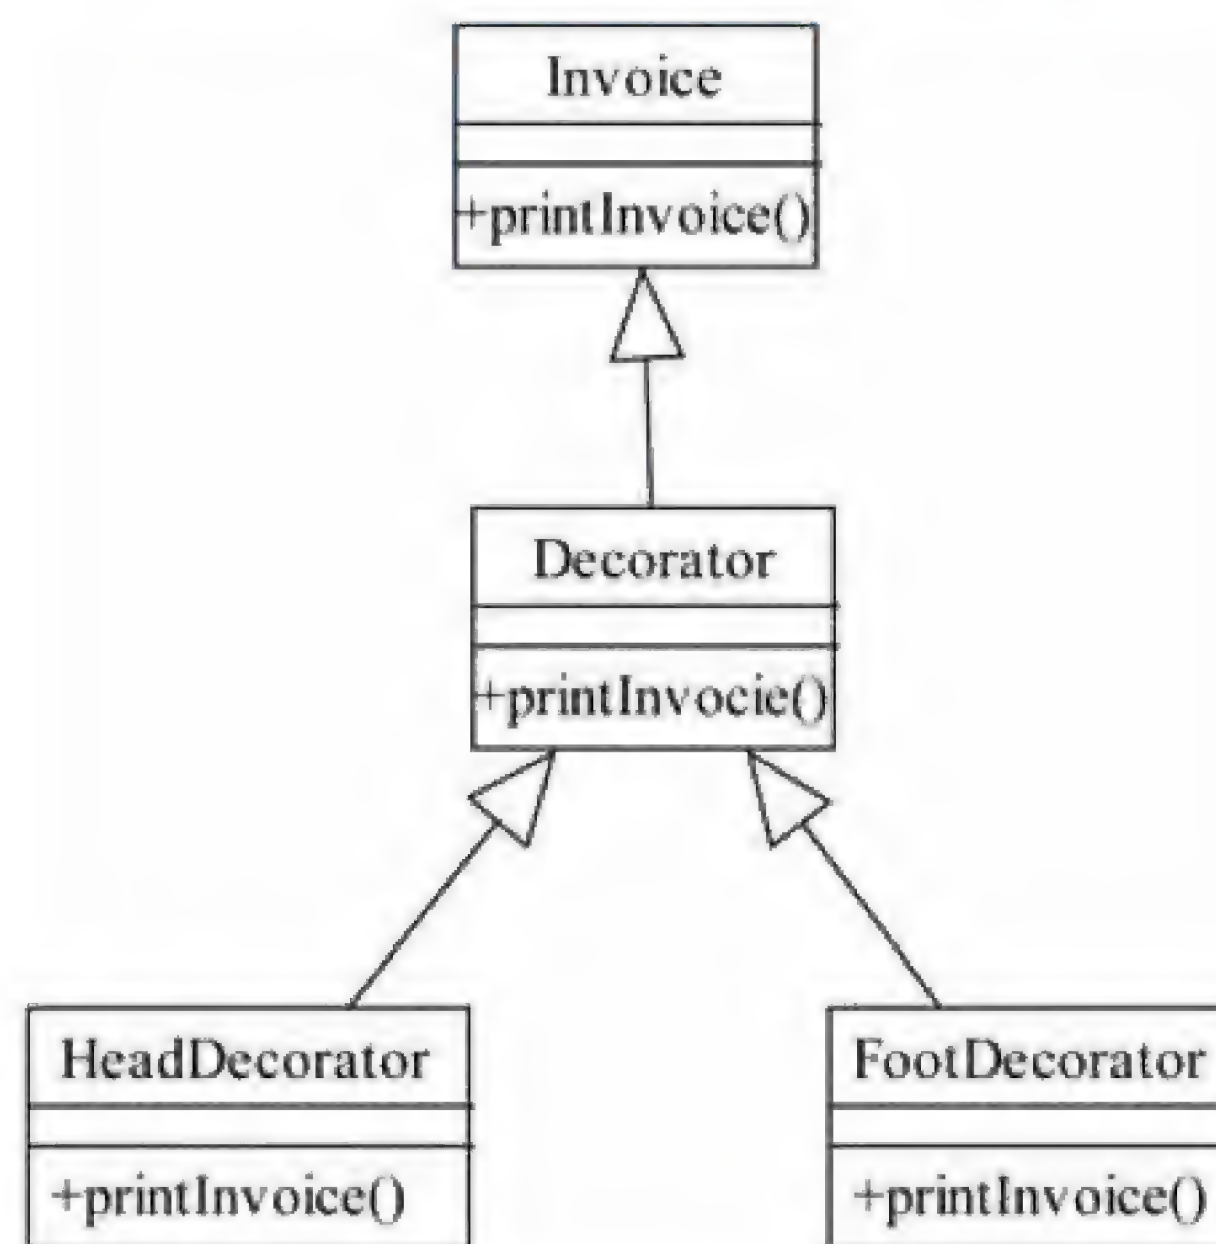 Invoice
+printInvoice()
Decorator
+printInvocie()
HeadDecorator
FootDecorator
+printInvoice()
+printInvoice()